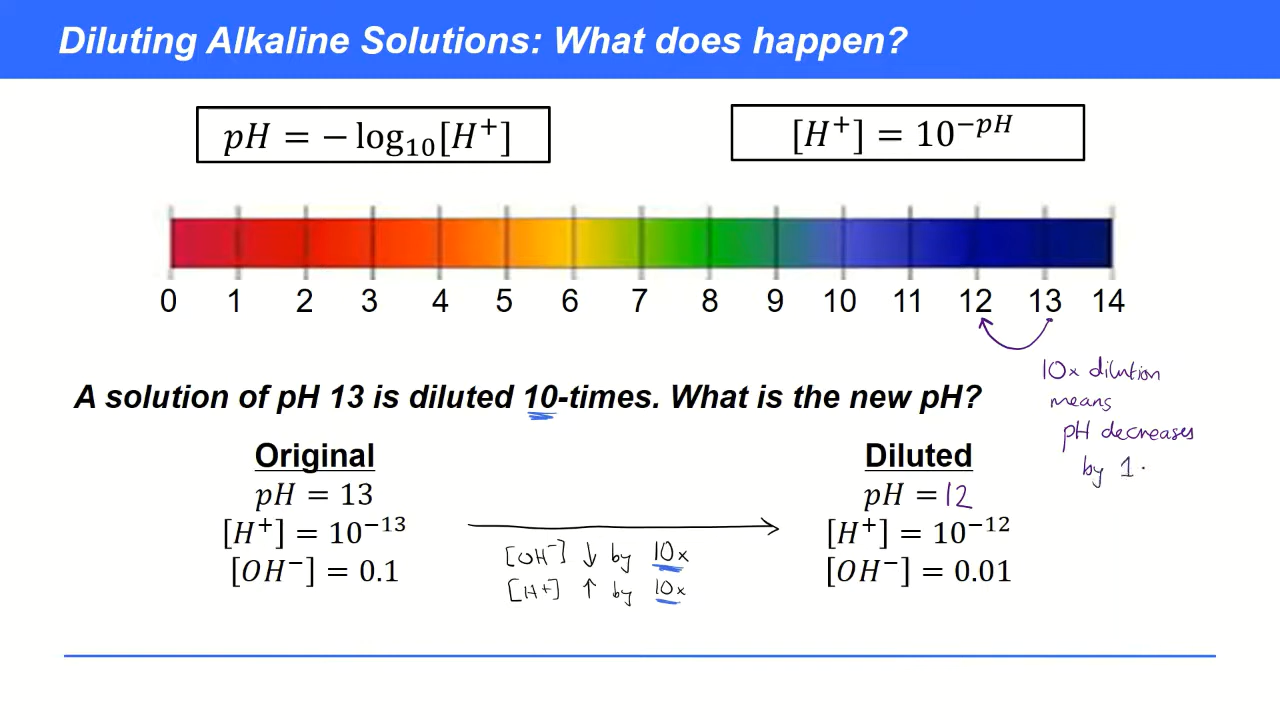 Diluting Alkaline Solutions: What does happen?
pH = − log₁₀[H⁺]
[H⁺] = 10⁻ᵖᴴ
0 1 2 3 4 5 6 7 8 9 10 11 12 13 14
10x dilution
means
pH decreases
by 1.
A solution of pH 13 is diluted 10-times. What is the new pH?
Original
pH = 13
[H⁺] = 10⁻¹³
[OH⁻] = 0.1
[OH⁻] ↓ by 10x
[H+] ↑ by 10x
Diluted
pH = 12
[H⁺] = 10⁻¹²
[OH⁻] = 0.01